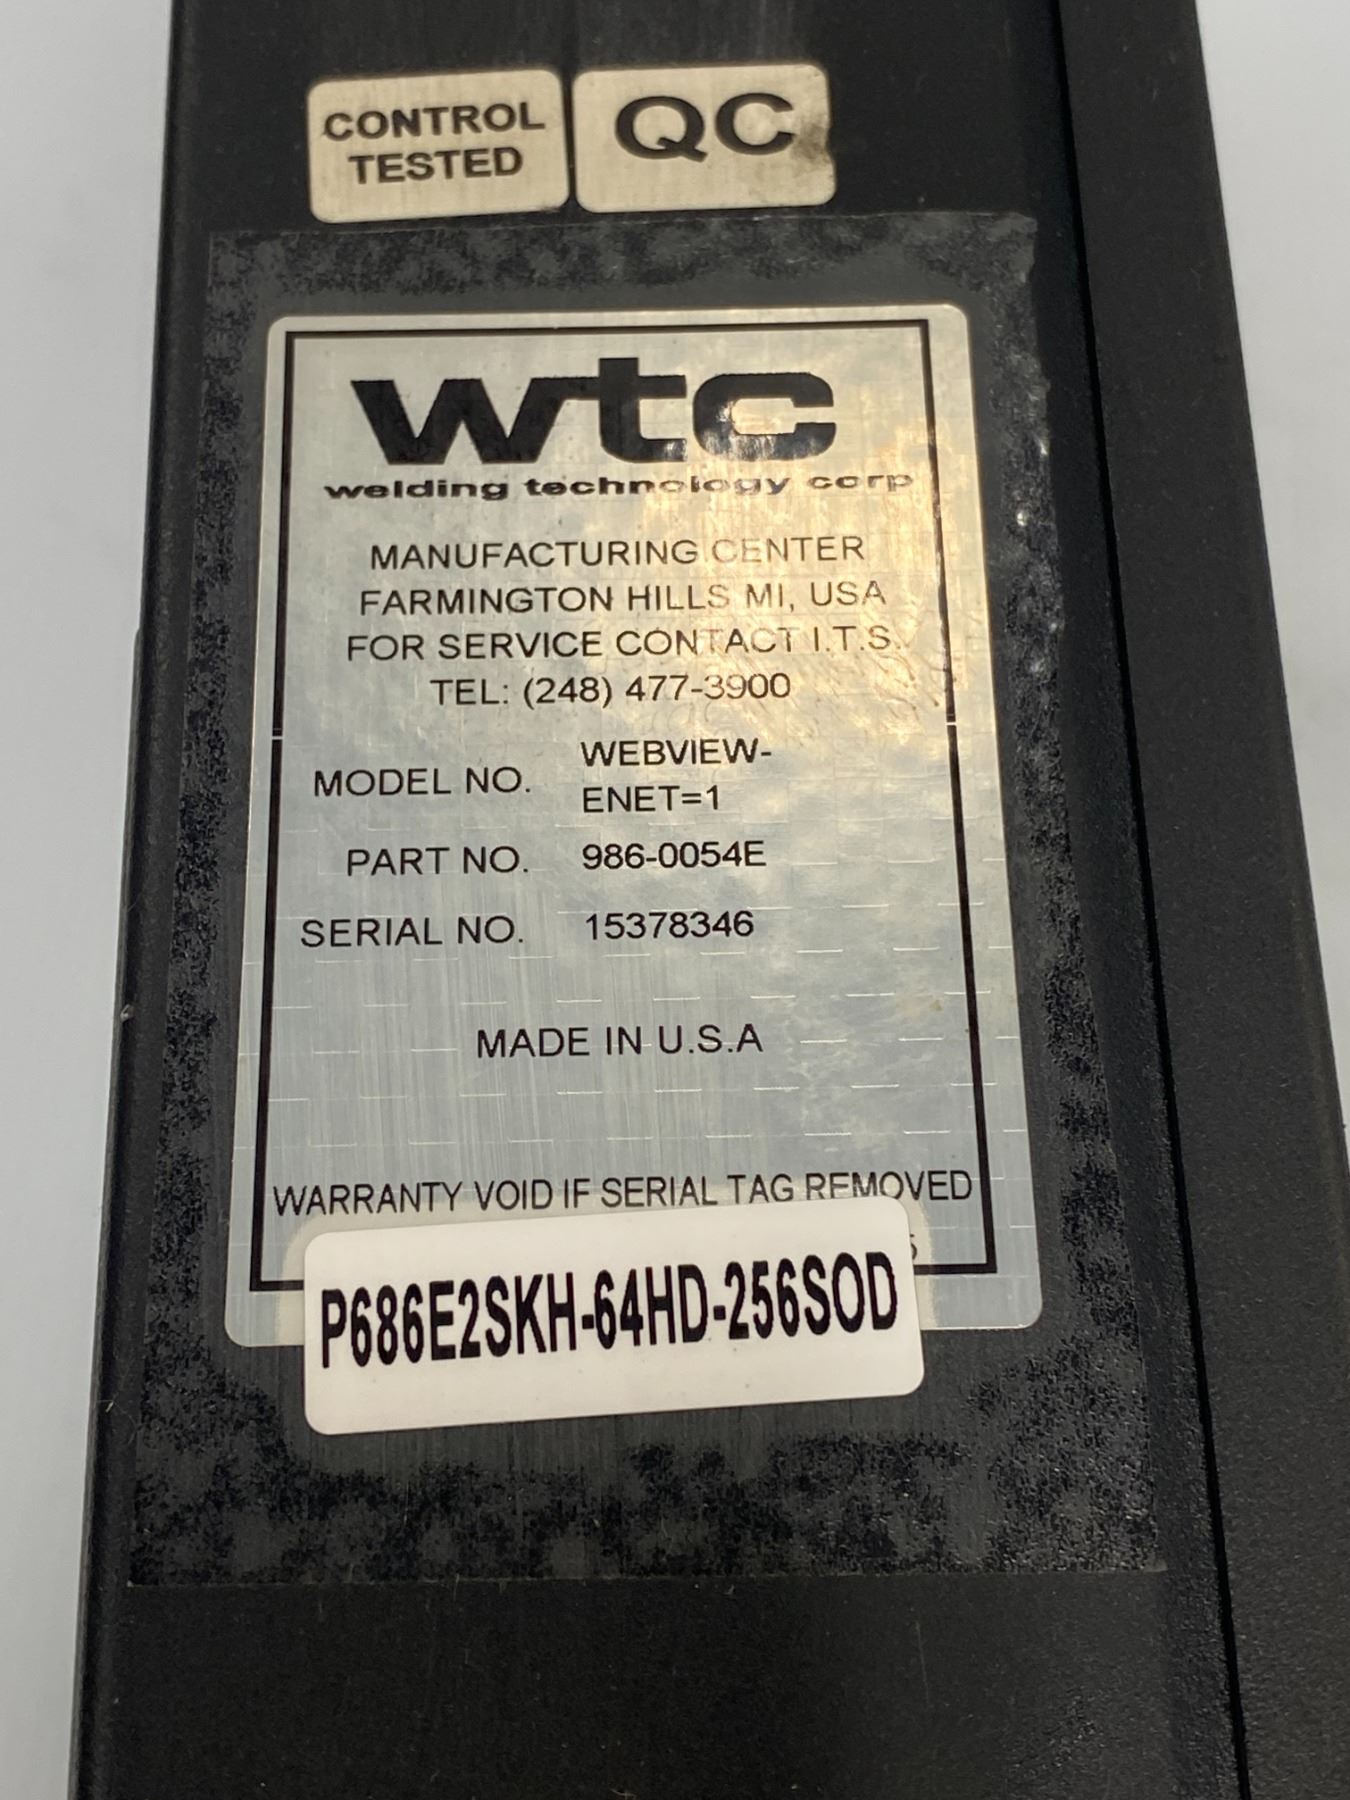 CONTROL
TESTED
QC
wtc
welding technology corp
MANUFACTURING CENTER
FARMINGTON HILLS MI, USA
FOR SERVICE CONTACT I.T.S.
TEL: (248) 477-3900
MODEL NO. WEBVIEW-
ENET=1
PART NO. 986-0054E
SERIAL NO. 15378346
MADE IN U.S.A
WARRANTY VOID IF SERIAL TAG REMOVED
P686E2SKH-64HD-256SOD